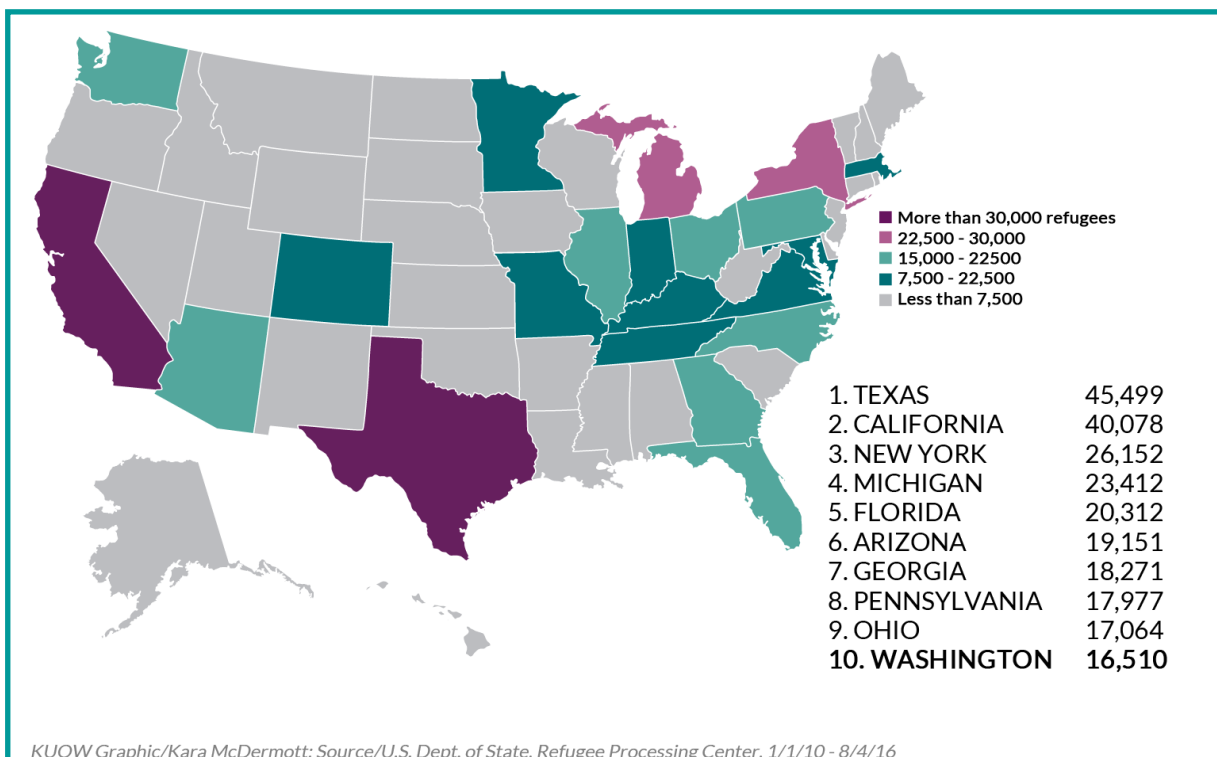 More than 30,000 refugees
22,500 - 30,000
15,000 - 22500
7,500 - 22,500
Less than 7,500
1. TEXAS 45,499
2. CALIFORNIA 40,078
3. NEW YORK 26,152
4. MICHIGAN 23,412
5. FLORIDA 20,312
6. ARIZONA 19,151
7. GEORGIA 18,271
8. PENNSYLVANIA 17,977
9. OHIO 17,064
10. WASHINGTON 16,510
KUOW Graphic/Kara McDermott; Source/U.S. Dept. of State, Refugee Processing Center, 1/1/10 - 8/4/16